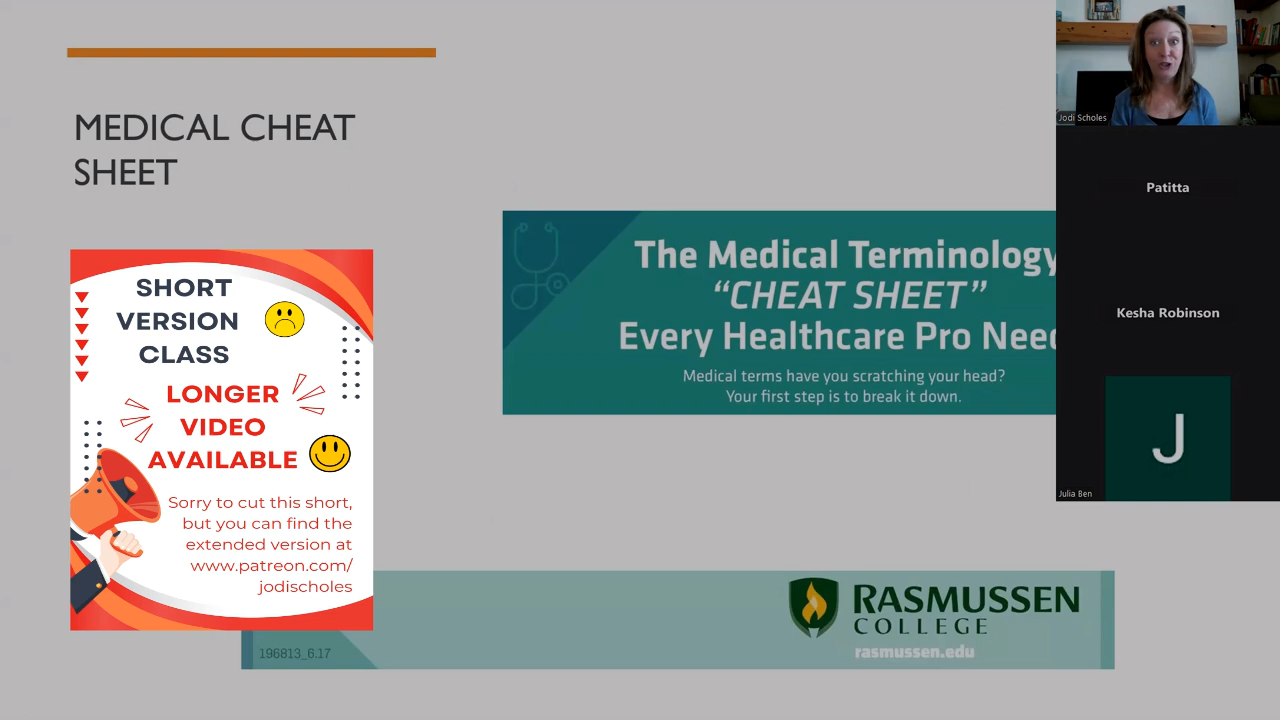 MEDICAL CHEAT
SHEET
SHORT
VERSION
CLASS
LONGER
VIDEO
AVAILABLE
Sorry to cut this short,
but you can find the
extended version at
www.patreon.com/
jodischoles
The Medical Terminology
“CHEAT SHEET”
Every Healthcare Pro Need
Medical terms have you scratching your head?
Your first step is to break it down.
196813_6.17
RASMUSSEN
COLLEGE
rasmussen.edu
Jodi Scholes
Patitta
Kesha Robinson
J
Julia Ben